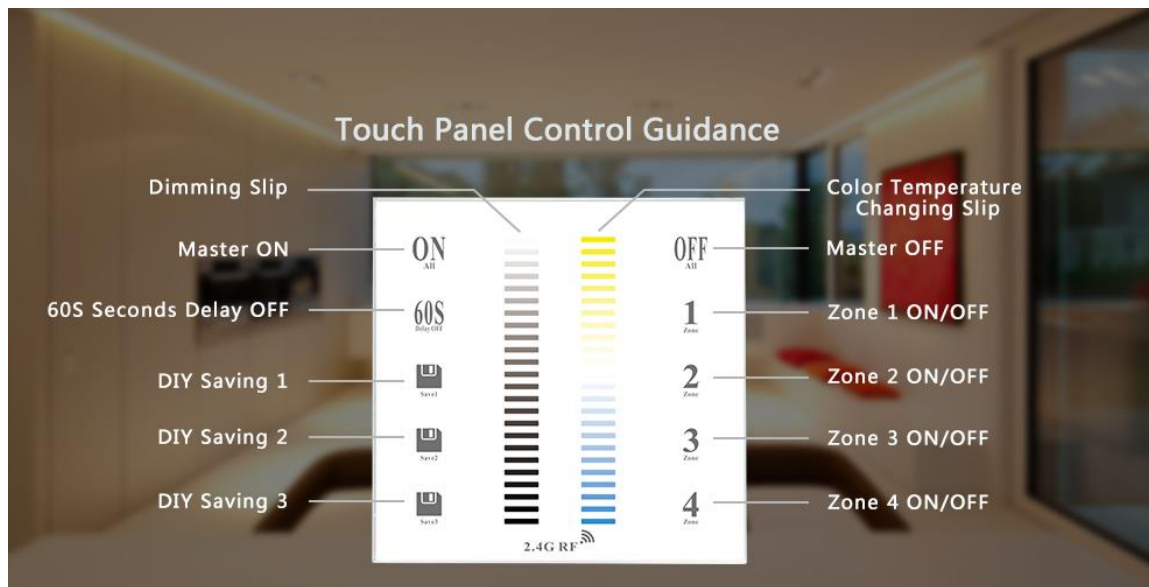 Touch Panel Control Guidance
Dimming Slip
Color Temperature
Changing Slip
Master ON
ON
All
OFF
All
Master OFF
60S Seconds Delay OFF
60S
Delay OFF
1
Zone
Zone 1 ON/OFF
DIY Saving 1
Save1
2
Zone
Zone 2 ON/OFF
DIY Saving 2
Save2
3
Zone
Zone 3 ON/OFF
DIY Saving 3
Save3
4
Zone
Zone 4 ON/OFF
2.4G RF